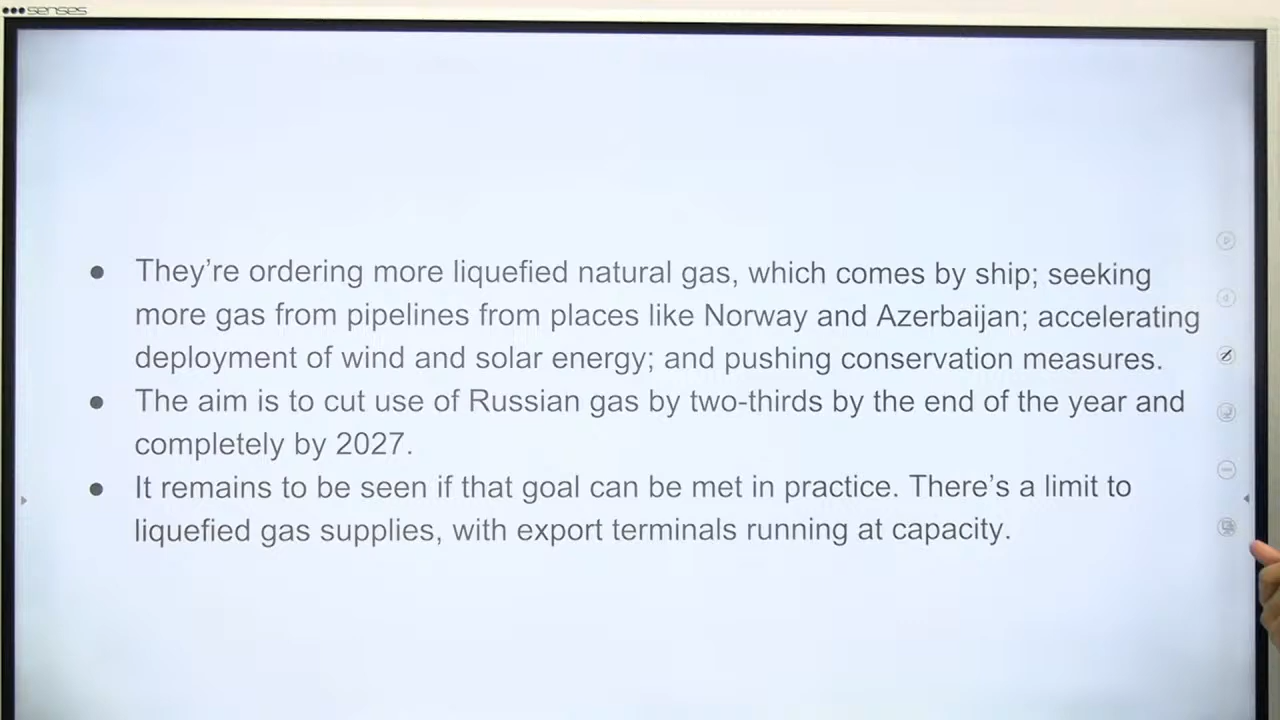 senses
● They’re ordering more liquefied natural gas, which comes by ship; seeking
more gas from pipelines from places like Norway and Azerbaijan; accelerating
deployment of wind and solar energy; and pushing conservation measures.
● The aim is to cut use of Russian gas by two-thirds by the end of the year and
completely by 2027.
● It remains to be seen if that goal can be met in practice. There’s a limit to
liquefied gas supplies, with export terminals running at capacity.